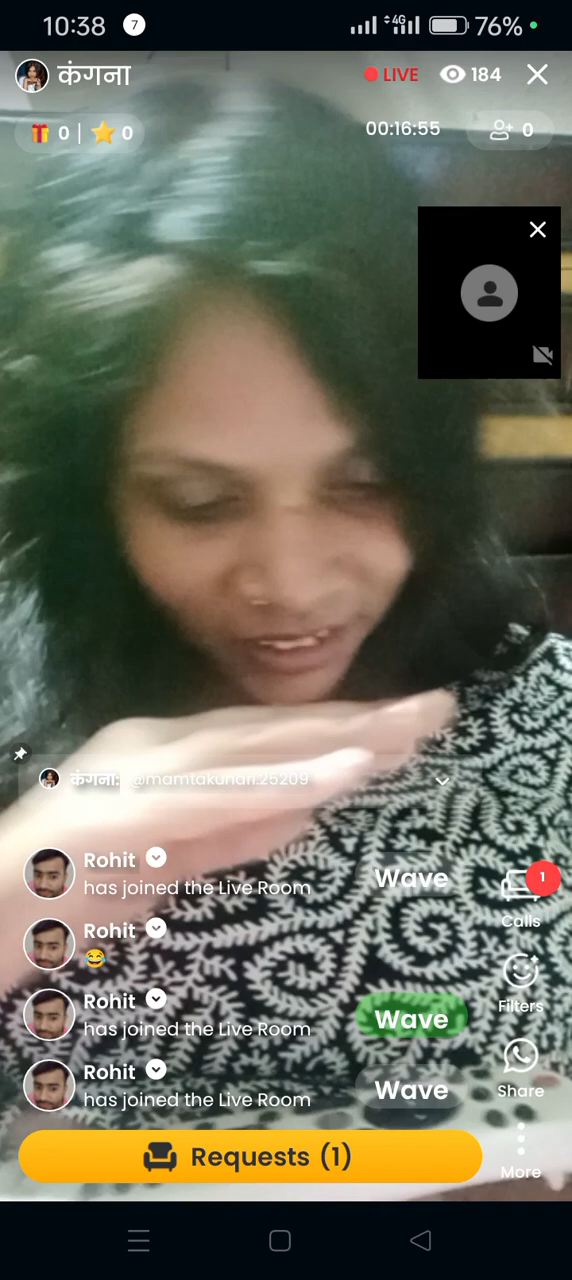 10:38 7 4G 76%
कंगना LIVE 184
0 | 0 00:16:55 0
कंगना: @mamtakunari.25209
Rohit
has joined the Live Room Wave
1
Calls
Rohit
😂
Filters
Rohit
has joined the Live Room Wave
Rohit
has joined the Live Room Wave
Share
Requests (1)
More